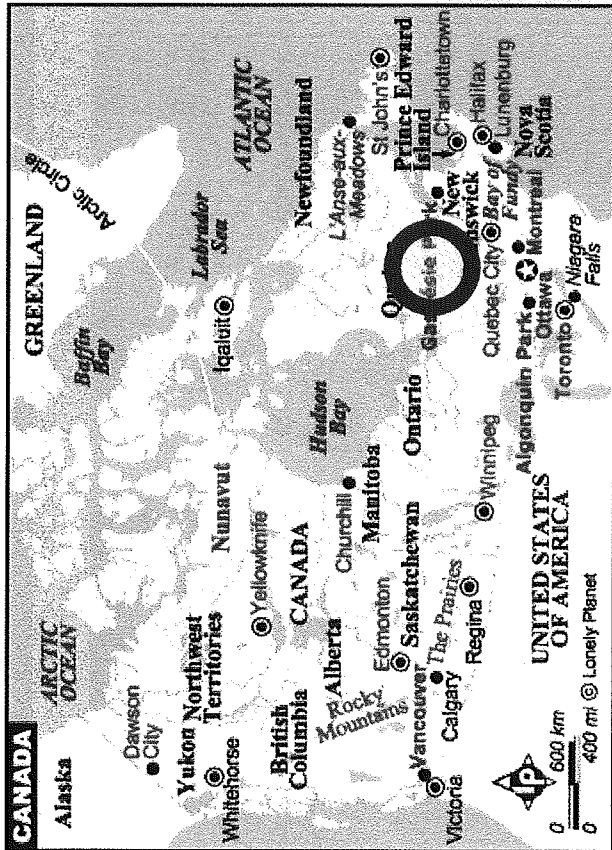 CANADA
Alaska
ARCTIC
OCEAN
GREENLAND
Arctic Circle
Baffin
Bay
Dawson
City
Yukon
Whitehorse
Northwest
Territories
Nunavut
Iqaluit
Labrador
Sea
ATLANTIC
OCEAN
Yellowknife
British
Columbia
CANADA
Hudson
Bay
Newfoundland
L'Anse-aux-
Meadows
Alberta
Churchill
Manitoba
St John's
Rocky
Mountains
Edmonton
Saskatchewan
Ontario
Prince Edward
Island
Charlottetown
Vancouver
Victoria
Calgary
The Prairies
Regina
Winnipeg
Park
New
Halifax
Lunenburg
Nova
Scotia
Bay of
Fundy
Quebec City
Montreal
Ottawa
Algonquin Park
Toronto
Niagara
Falls
UNITED STATES
OF AMERICA
LP
0 600 km
0 400 mi
© Lonely Planet